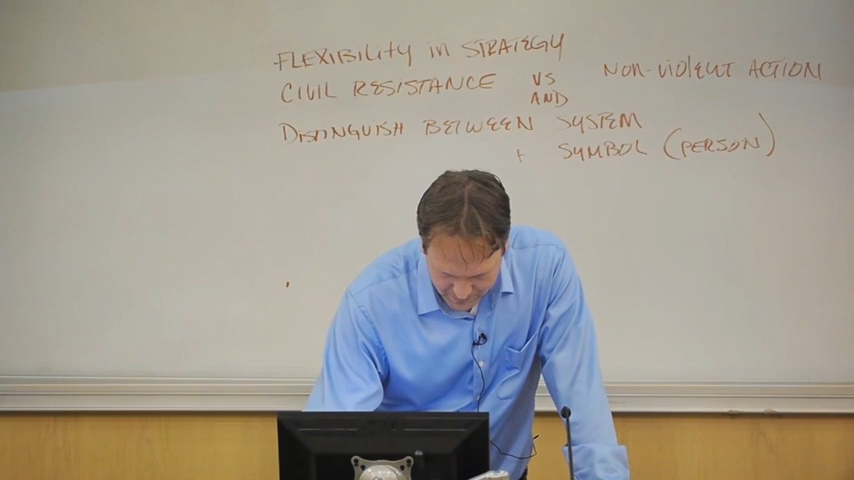 FLEXIBILITY in STRATEGY
CIVIL RESISTANCE VS NON-VIOLENT ACTION
AND
DISTINGUISH BETWEEN SYSTEM
+ SYMBOL (PERSON)